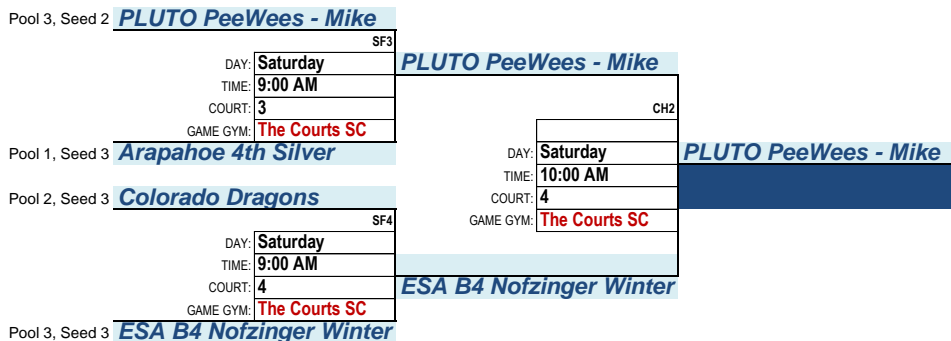 Pool 3, Seed 2 PLUTO PeeWees - Mike
SF3
DAY: Saturday
TIME: 9:00 AM
COURT: 3
GAME GYM: The Courts SC
Pool 1, Seed 3 Arapahoe 4th Silver
Pool 2, Seed 3 Colorado Dragons
SF4
DAY: Saturday
TIME: 9:00 AM
COURT: 4
GAME GYM: The Courts SC
Pool 3, Seed 3 ESA B4 Nofzinger Winter
PLUTO PeeWees - Mike
CH2
DAY: Saturday
TIME: 10:00 AM
COURT: 4
GAME GYM: The Courts SC
ESA B4 Nofzinger Winter
PLUTO PeeWees - Mike